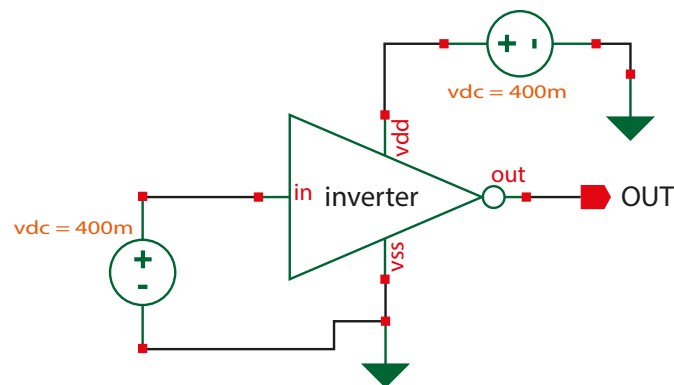 + -
vdc = 400m
vdd
out
in
inverter
OUT
vdc = 400m
+
-
vss